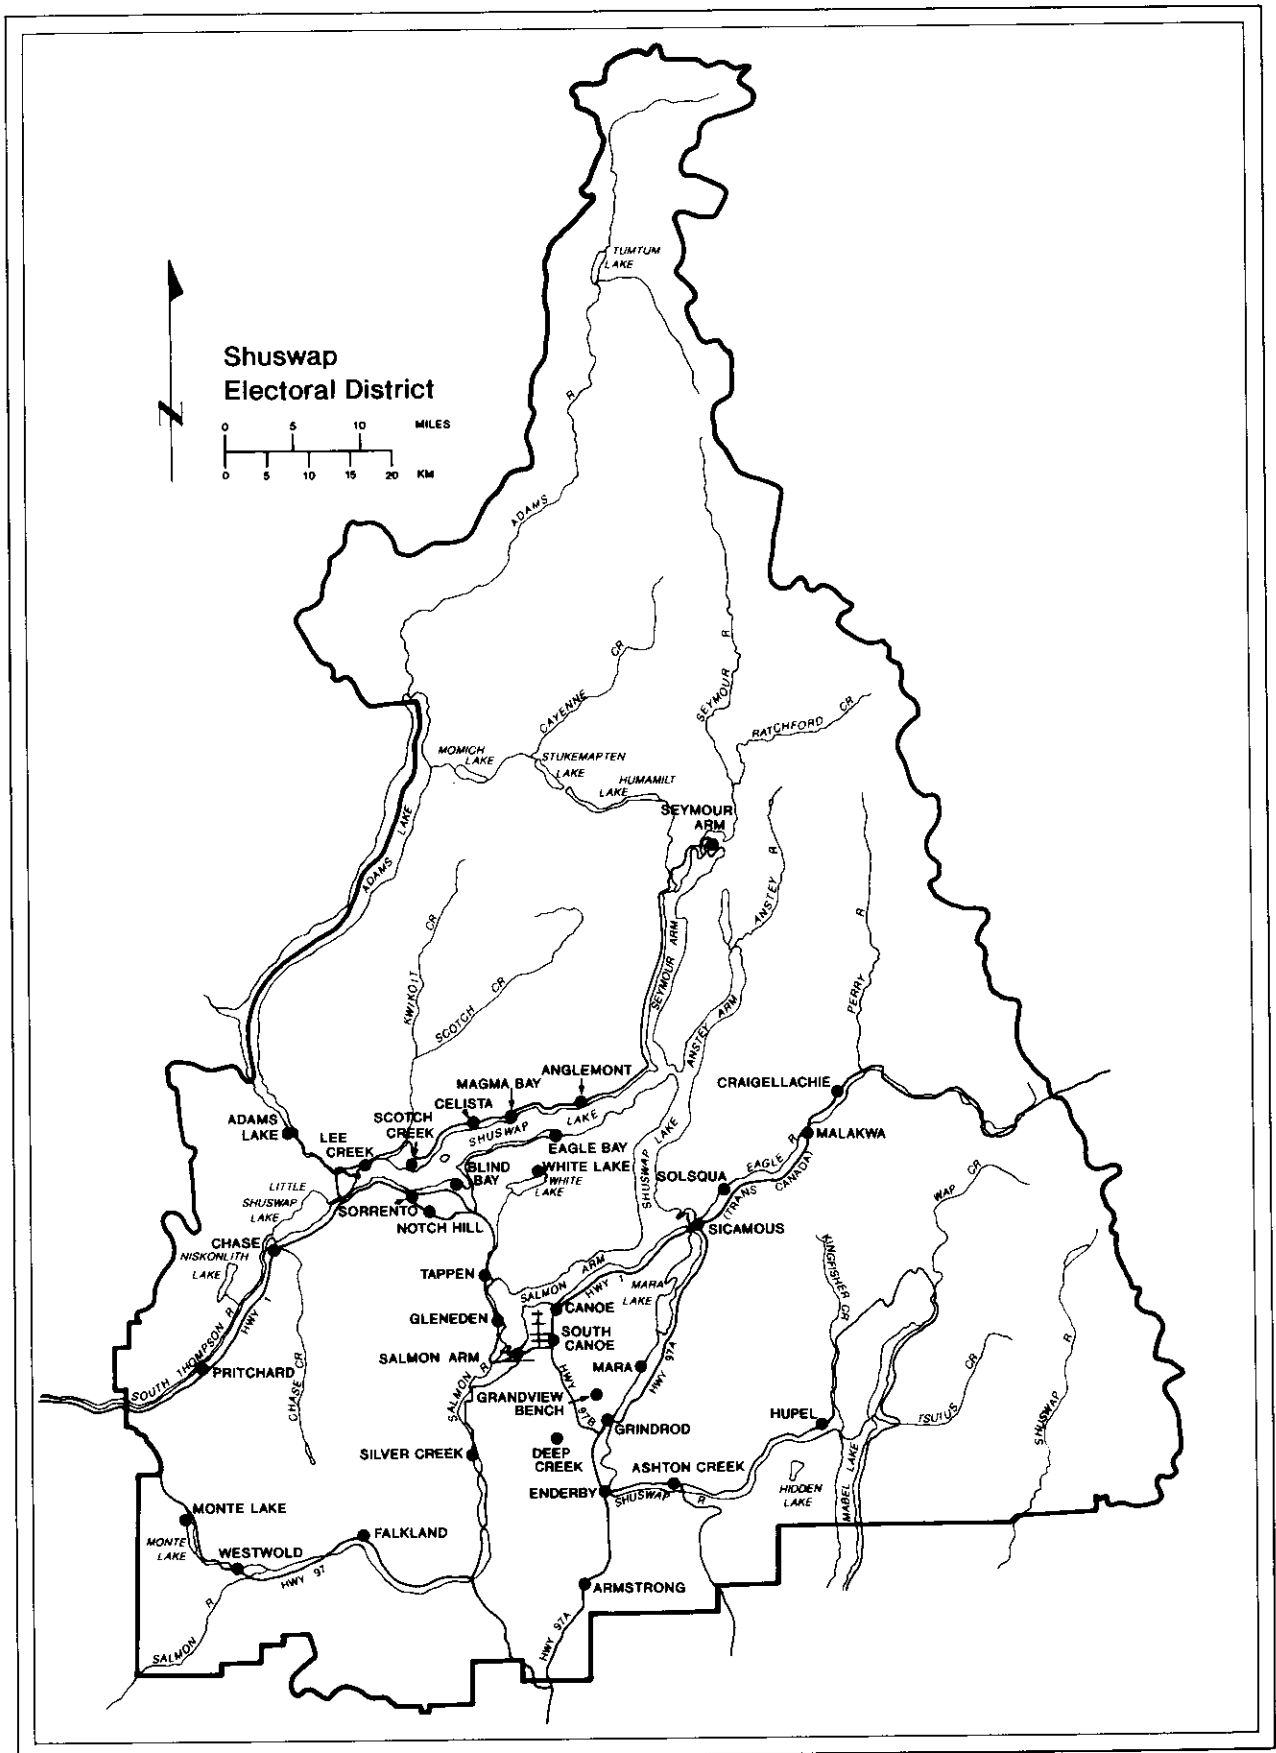 TUMTUM
LAKE
Shuswap
Electoral District
0 5 10 MILES
0 5 10 15 20 KM
N
ADAMS R
SEYMOUR R
CAYENNE CR
RATCHFORD CR
MOMICH
LAKE
STUKEMAPTEN
LAKE
HUMAMILT
LAKE
SEYMOUR
ARM
ADAMS LAKE
ANSTEY R
PERRY R
KWIKOIT CR
SCOTCH CR
SEYMOUR ARM
ANSTEY ARM
ANGLEMONT
MAGMA BAY
CELISTA
SCOTCH
CREEK
ADAMS
LAKE
LEE
CREEK
SHUSWAP LAKE
EAGLE BAY
CRAIGELLACHIE
MALAKWA
EAGLE R
(TRANS CANADA)
SOLSQUA
SICAMOUS
SHUSWAP LAKE
BLIND
BAY
WHITE LAKE
WHITE
LAKE
LITTLE
SHUSWAP
LAKE
SORRENTO
NOTCH HILL
CHASE
NISKONLITH
LAKE
TAPPEN
SALMON ARM
HWY 1
MARA
LAKE
GLENEDEN
CANOE
SOUTH
CANOE
SALMON ARM
SOUTH THOMPSON R
HWY 1
PRITCHARD
CHASE CR
SALMON R
MARA
HWY 97A
GRANDVIEW
BENCH
HWY 97B
GRINDROD
WAP CR
KINGFISHER CR
TSUIUS CR
SHUSWAP R
HUPEL
MABEL LAKE
HIDDEN
LAKE
SILVER CREEK
DEEP
CREEK
ASHTON CREEK
ENDERBY
SHUSWAP R
MONTE LAKE
MONTE
LAKE
WESTWOLD
FALKLAND
HWY 97
SALMON R
ARMSTRONG
HWY 97A